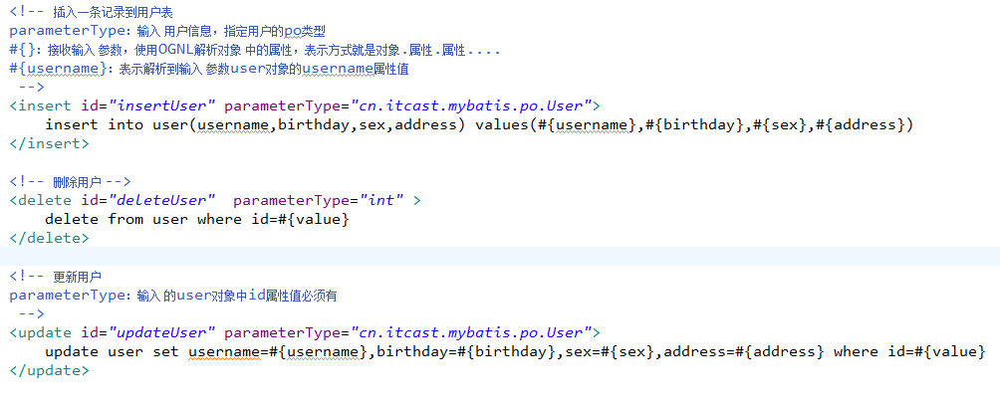 <!-- 插入一条记录到用户表
parameterType：输入 用户信息，指定用户的po类型
#{}：接收输入 参数，使用OGNL解析对象 中的属性，表示方式就是对象.属性.属性....
#{username}：表示解析到输入 参数user对象的username属性值
-->
<insert id="insertUser" parameterType="cn.itcast.mybatis.po.User">
insert into user(username,birthday,sex,address) values(#{username},#{birthday},#{sex},#{address})
</insert>
<!-- 删除用户 -->
<delete id="deleteUser"  parameterType="int" >
delete from user where id=#{value}
</delete>
<!-- 更新用户
parameterType：输入 的user对象中id属性值必须有
-->
<update id="updateUser" parameterType="cn.itcast.mybatis.po.User">
update user set username=#{username},birthday=#{birthday},sex=#{sex},address=#{address} where id=#{value}
</update>